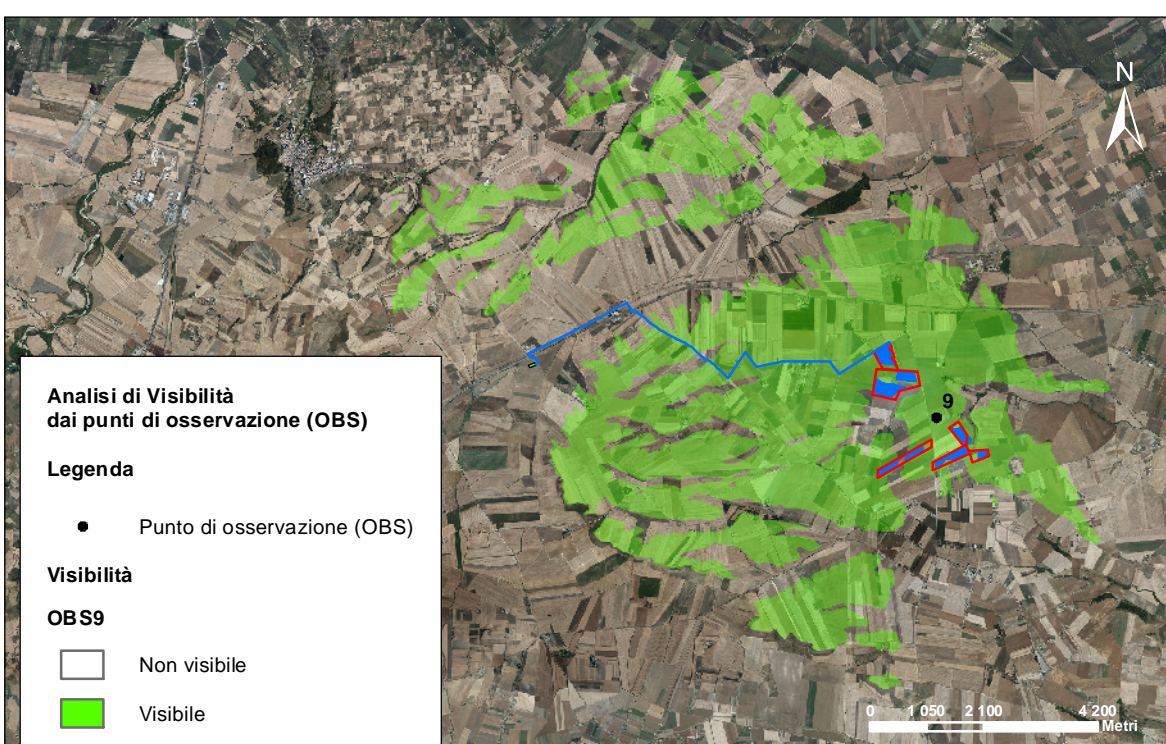 N
9
Analisi di Visibilità
dai punti di osservazione (OBS)
Legenda
Punto di osservazione (OBS)
Visibilità
OBS9
Non visibile
Visibile
0 1 050 2 100 4 200
Metri